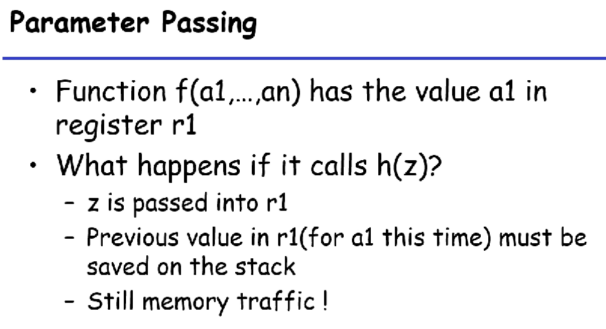 Parameter Passing
• Function f(a1,...,an) has the value a1 in
register r1
• What happens if it calls h(z)?
- z is passed into r1
- Previous value in r1(for a1 this time) must be
saved on the stack
- Still memory traffic !